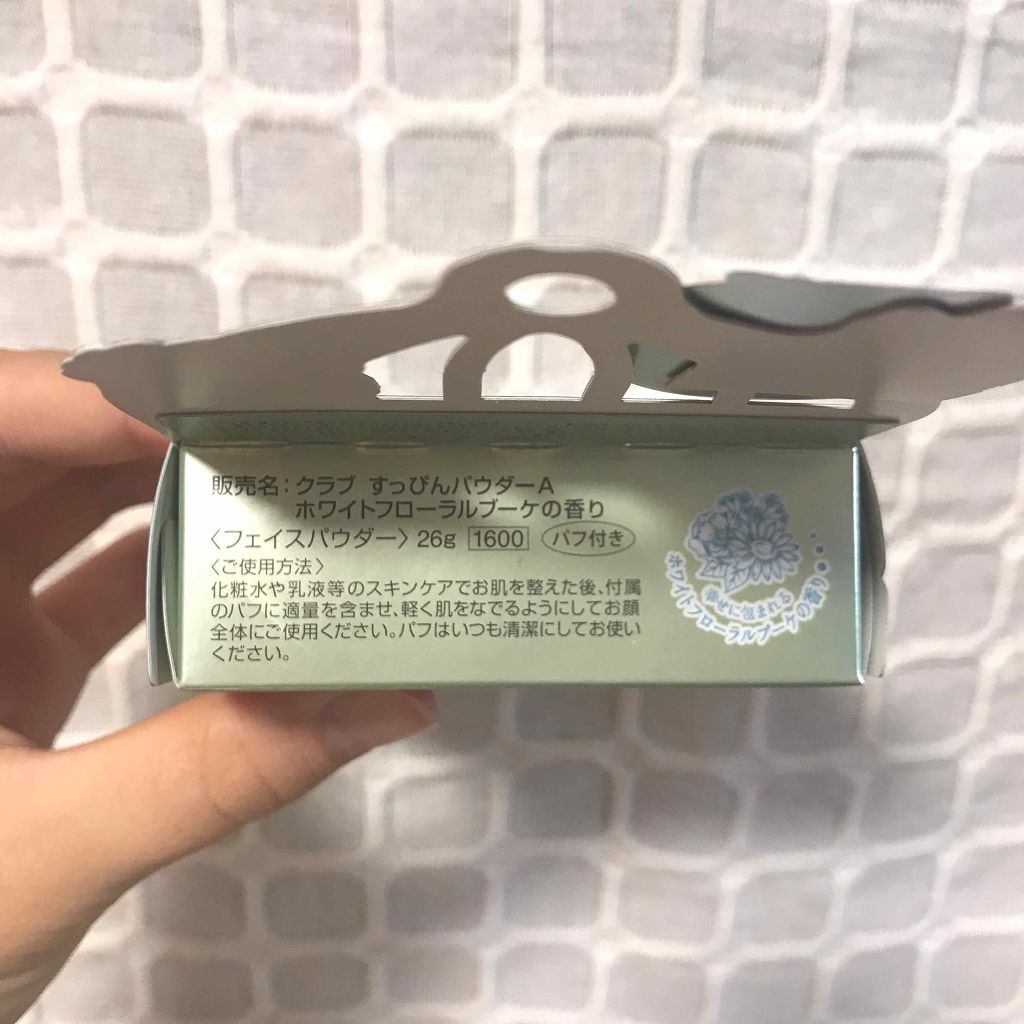 販売名：クラブ すっぴんパウダーA
ホワイトフローラルブーケの香り
〈フェイスパウダー〉26g 1600 パフ付き
〈ご使用方法〉
化粧水や乳液等のスキンケアでお肌を整えた後、付属
のパフに適量を含ませ、軽く肌をなでるようにしてお顔
全体にご使用ください。パフはいつも清潔にしてお使い
ください。
幸せに包まれる
ホワイトフローラルブーケの香り